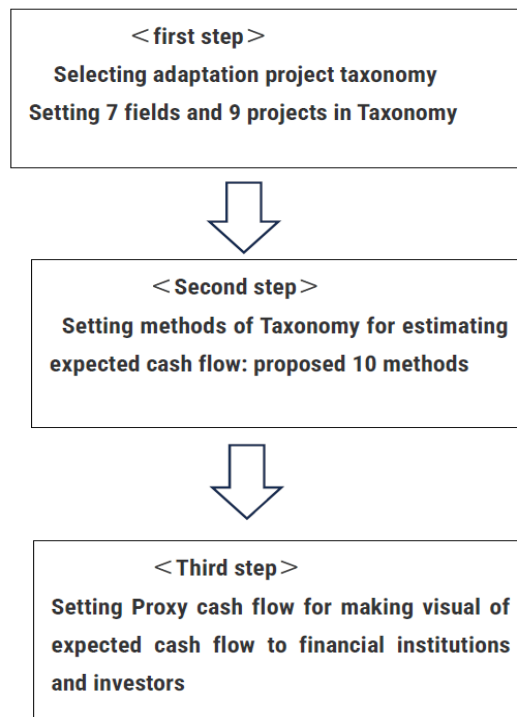 ＜first step＞
Selecting adaptation project taxonomy
Setting 7 fields and 9 projects in Taxonomy
＜Second step＞
Setting methods of Taxonomy for estimating
expected cash flow: proposed 10 methods
＜Third step＞
Setting Proxy cash flow for making visual of
expected cash flow to financial institutions
and investors